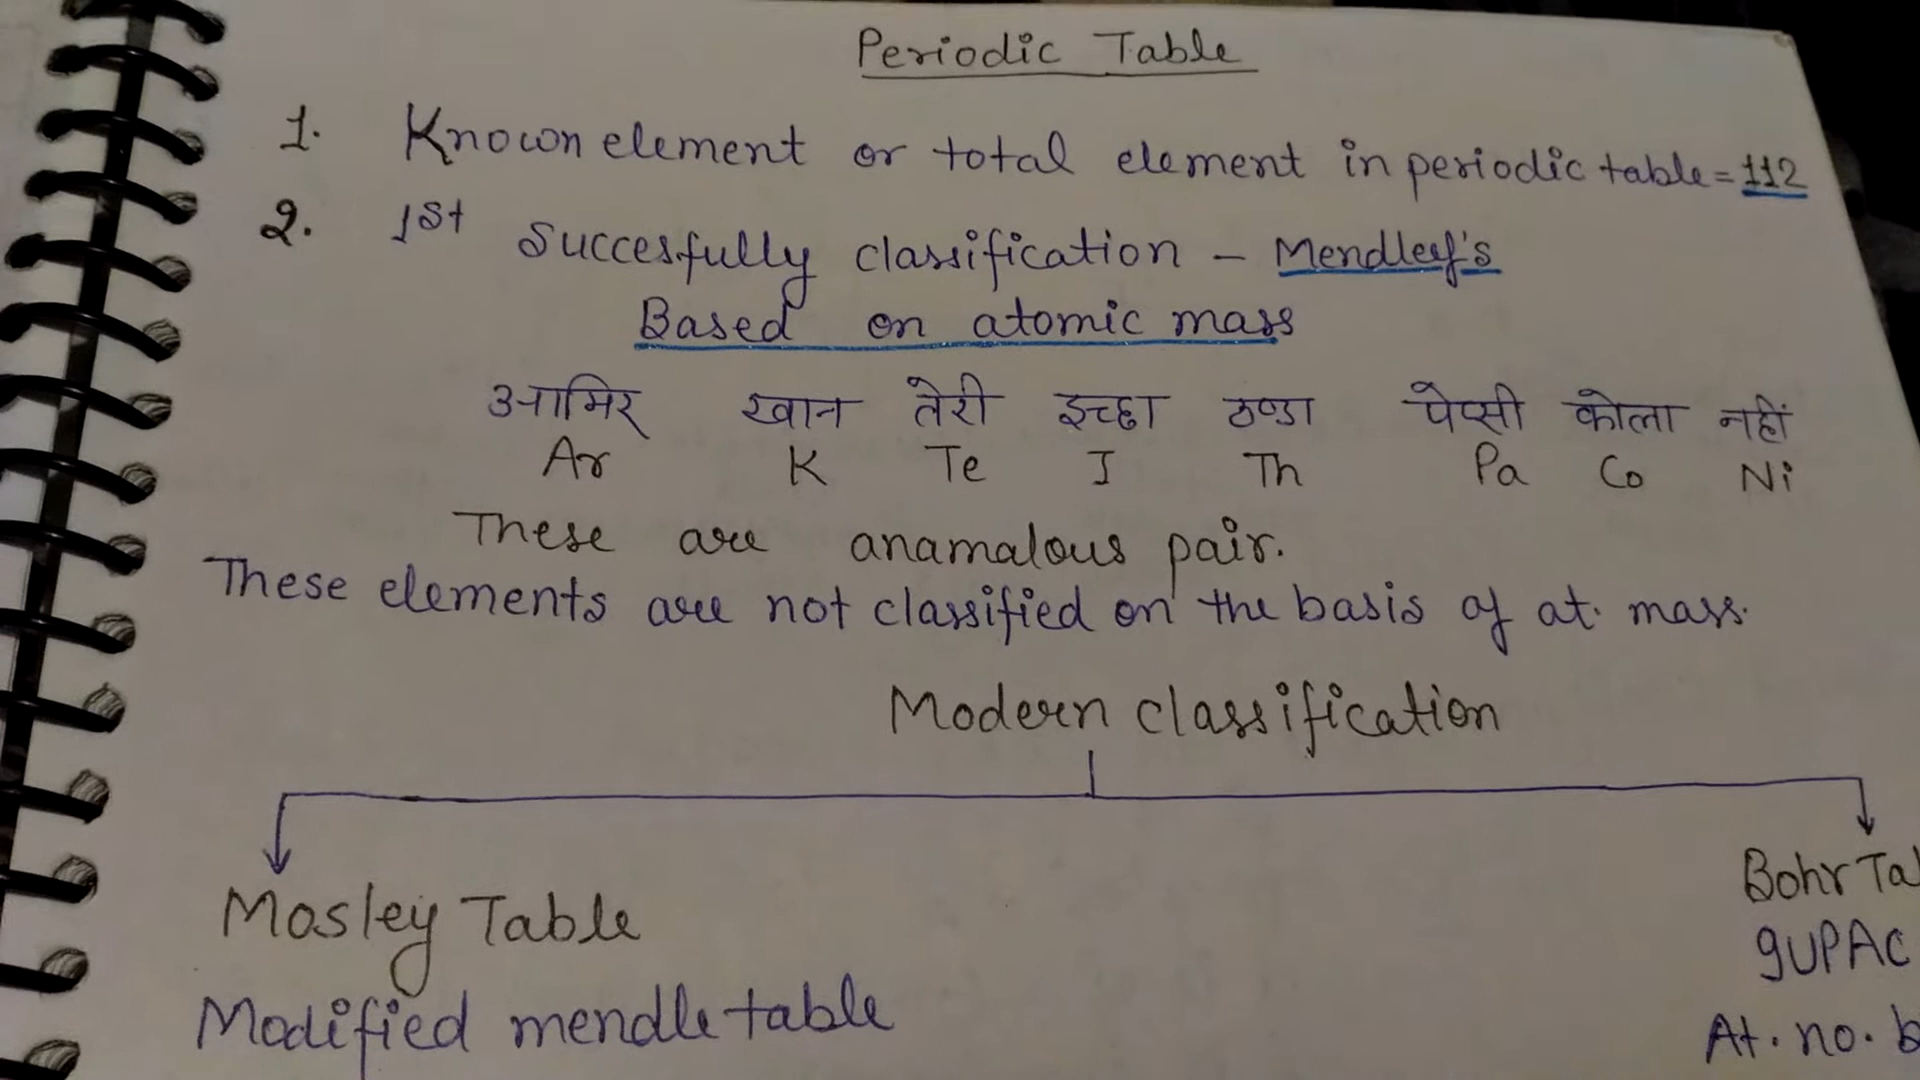 Periodic Table
1. Known element or total element in periodic table = 112
2. 1st Succesfully classification - Mendleef's
Based on atomic mass
आमिर खान तेरी इच्छा ठण्डा पेप्सी कोला नहीं
Ar K Te I Th Pa Co Ni
These are anamalous pair.
These elements are not classified on the basis of at. mass.
Modern classification
Mosley Table
Bohr Ta
Modified mendle table
IUPAC
At. no. b